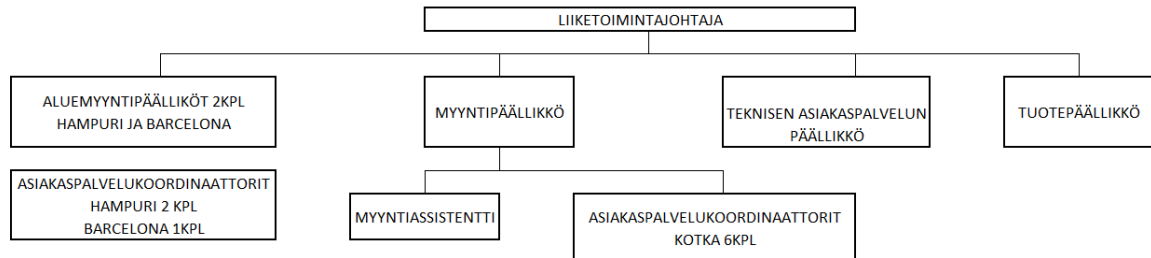 LIIKETOIMINTAJOHTAJA
ALUEMYYNTIPÄÄLLIKÖT 2KPL
HAMPURI JA BARCELONA
MYYNTIPÄÄLLIKKÖ
TEKNISEN ASIAKASPALVELUN
PÄÄLLIKKÖ
TUOTEPÄÄLLIKKÖ
ASIAKASPALVELUKOORDINAATTORIT
HAMPURI 2 KPL
BARCELONA 1KPL
MYYNTIASSISTENTTI
ASIAKASPALVELUKOORDINAATTORIT
KOTKA 6KPL